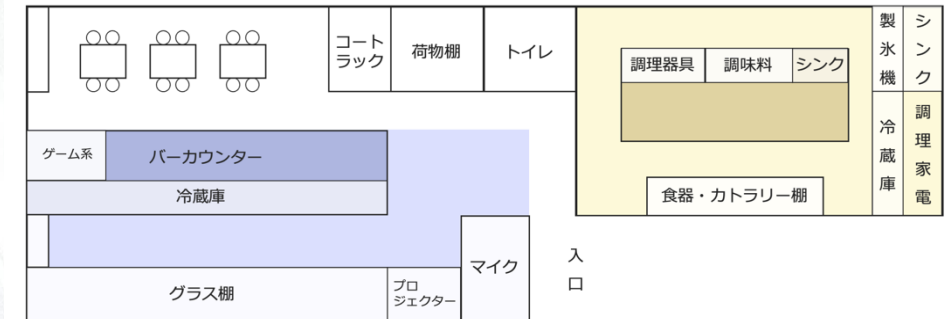 コート
ラック
荷物棚
トイレ
調理器具
調味料
シンク
製氷機
シンク
ゲーム系
バーカウンター
冷蔵庫
冷蔵庫
調理家電
食器・カトラリー棚
マイク
入口
グラス棚
プロ
ジェクター